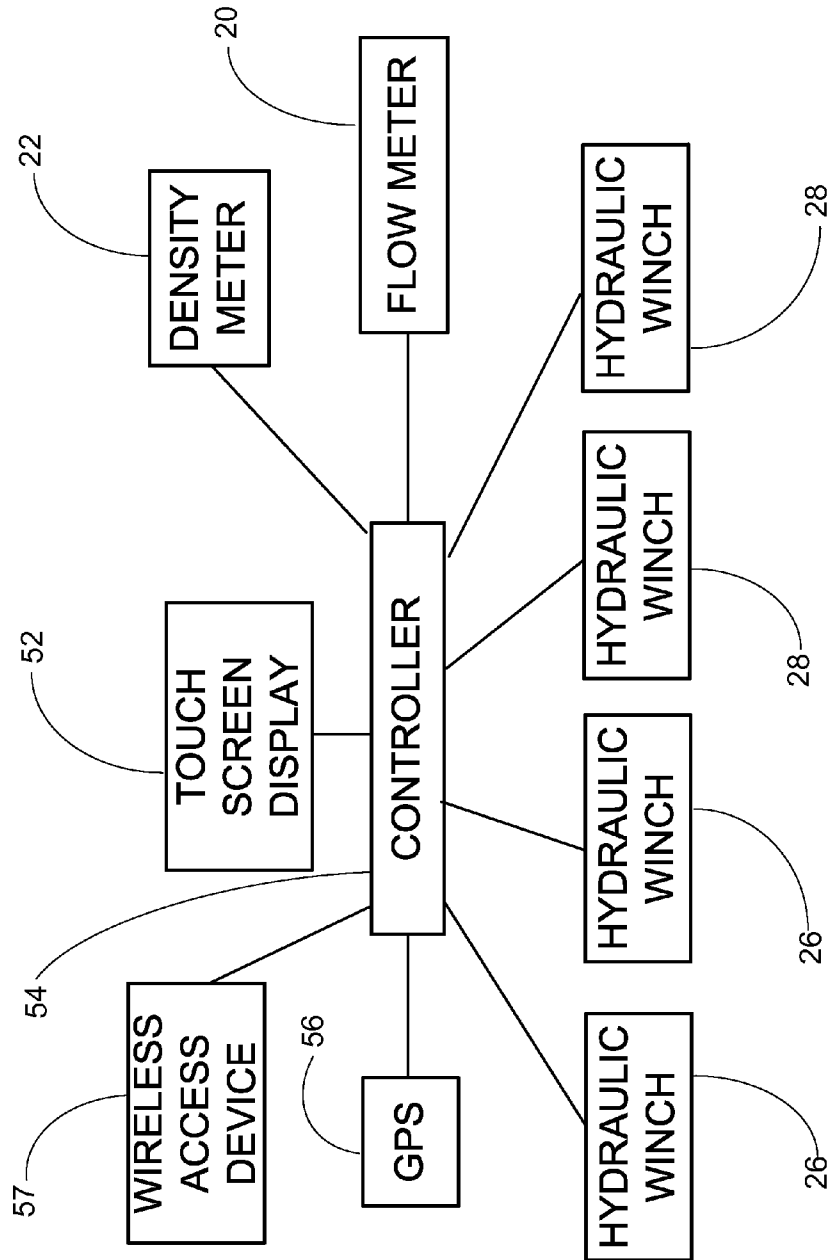 57
54
52
22
WIRELESS
ACCESS
DEVICE
TOUCH
SCREEN
DISPLAY
DENSITY
METER
56
20
GPS
CONTROLLER
FLOW METER
HYDRAULIC
WINCH
HYDRAULIC
WINCH
HYDRAULIC
WINCH
HYDRAULIC
WINCH
26
26
28
28